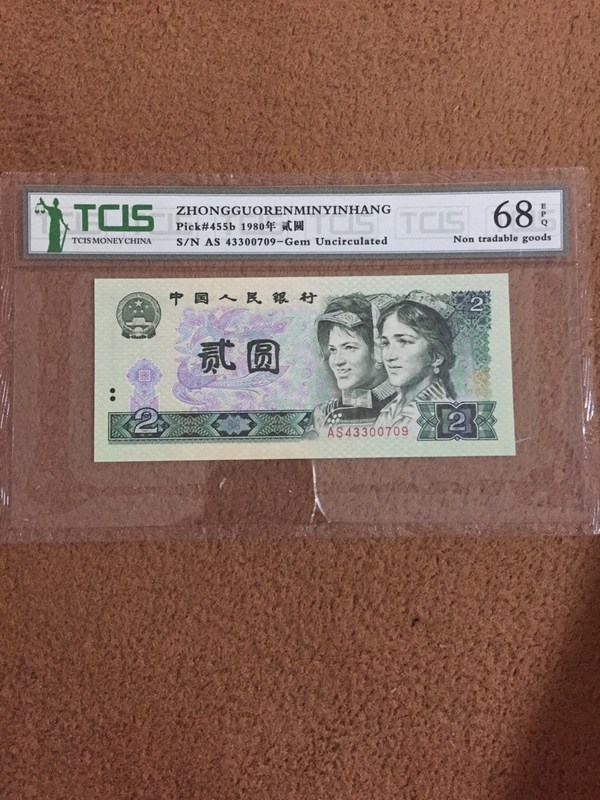 TCIS
TCIS MONEY CHINA
ZHONGGUORENMINYINHANG
Pick#455b 1980年 贰圓
S/N AS 43300709-Gem Uncirculated
68 EPQ
Non tradable goods
中国人民银行
2
贰圆
2
AS43300709
2